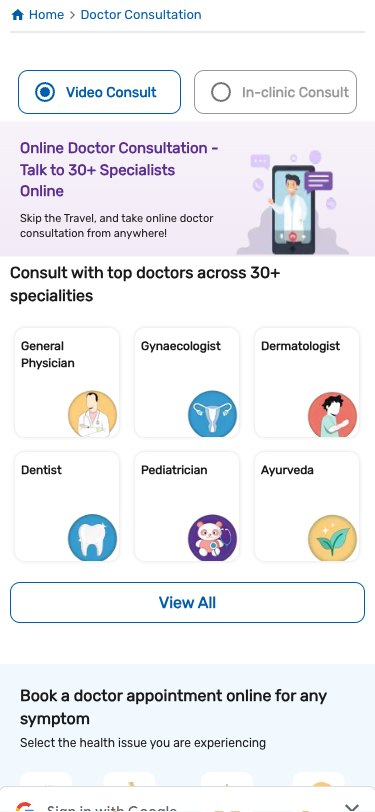 Home > Doctor Consultation
Video Consult
In-clinic Consult
Online Doctor Consultation -
Talk to 30+ Specialists
Online
Skip the Travel, and take online doctor
consultation from anywhere!
Consult with top doctors across 30+
specialities
General
Physician
Gynaecologist
Dermatologist
Dentist
Pediatrician
Ayurveda
View All
Book a doctor appointment online for any
symptom
Select the health issue you are experiencing
Sign in with Google